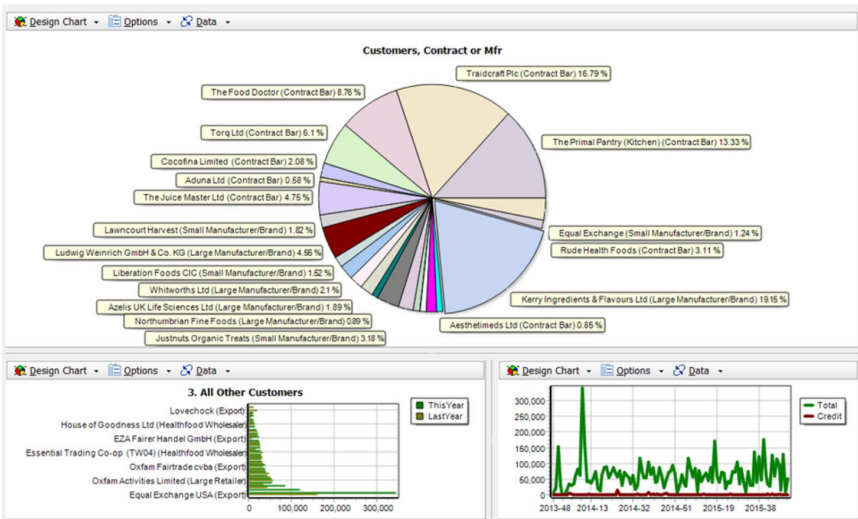 Design Chart Options Data
Customers, Contract or Mfr
Traidcraft Plc (Contract Bar) 16.79 %
The Food Doctor (Contract Bar) 8.76 %
Torq Ltd (Contract Bar) 6.1 %
The Primal Pantry (Kitchen) (Contract Bar) 13.33 %
Cocofina Limited (Contract Bar) 2.08 %
Aduna Ltd (Contract Bar) 0.58 %
The Juice Master Ltd (Contract Bar) 4.75 %
Lawncourt Harvest (Small Manufacturer/Brand) 1.82 %
Equal Exchange (Small Manufacturer/Brand) 1.24 %
Ludwig Weinrich GmbH & Co. KG (Large Manufacturer/Brand) 4.55 %
Rude Health Foods (Contract Bar) 3.11 %
Liberation Foods CIC (Small Manufacturer/Brand) 1.52 %
Whitworths Ltd (Large Manufacturer/Brand) 2.1 %
Kerry Ingredients & Flavours Ltd (Large Manufacturer/Brand) 19.15 %
Azelis UK Life Sciences Ltd (Large Manufacturer/Brand) 1.89 %
Northumbrian Fine Foods (Large Manufacturer/Brand) 0.89 %
Aesthetimeds Ltd (Contract Bar) 0.85 %
Justnuts Organic Treats (Small Manufacturer/Brand) 3.18 %
Design Chart Options Data
3. All Other Customers
ThisYear
LastYear
Lovechock (Export)
House of Goodness Ltd (Healthfood Wholesaler)
EZA Fairer Handel GmbH (Export)
Essential Trading Co-op (TW04) (Healthfood Wholesaler)
Oxfam Fairtrade cvba (Export)
Oxfam Activities Limited (Large Retailer)
Equal Exchange USA (Export)
0 100,000 200,000 300,000
Design Chart Options Data
300,000
250,000
200,000
150,000
100,000
50,000
0
2013-48 2014-13 2014-32 2014-51 2015-19 2015-38
Total
Credit